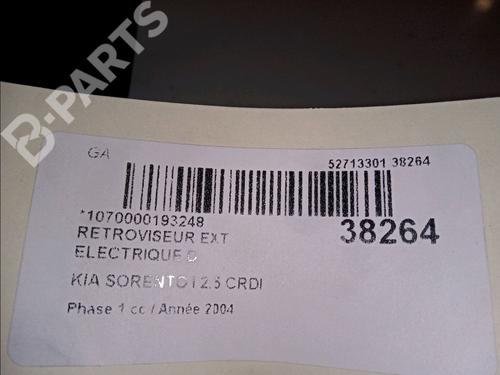 B-PARTS
GA
52713301 38264
*1070000193248
38264
RETROVISEUR EXT
ELECTRIQUE D
KIA SORENTO I 2.5 CRDI
Phase 1 cc / Année 2004